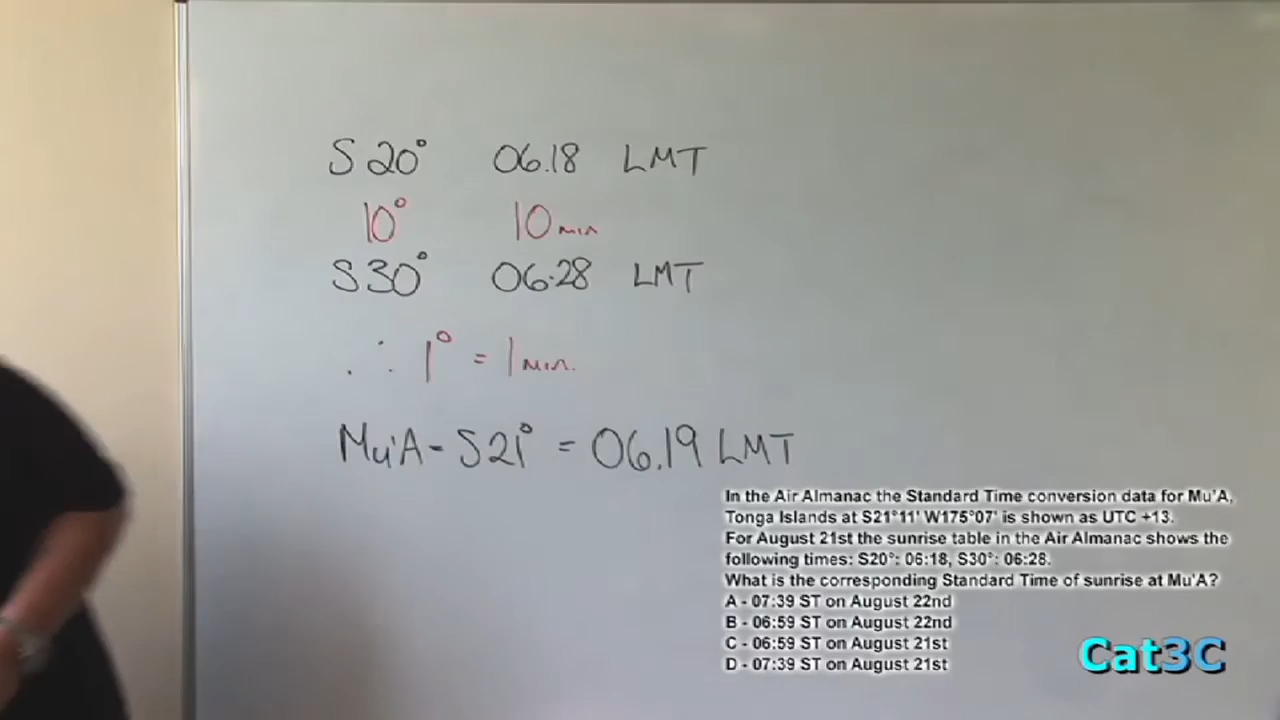 S 20° 06.18 LMT
10° 10 min
S 30° 06.28 LMT
∴ 1° = 1 min.
Mu'A - S 21° = 06.19 LMT
In the Air Almanac the Standard Time conversion data for Mu'A,
Tonga Islands at S21°11' W175°07' is shown as UTC +13.
For August 21st the sunrise table in the Air Almanac shows the
following times: S20°: 06:18, S30°: 06:28.
What is the corresponding Standard Time of sunrise at Mu'A?
A - 07:39 ST on August 22nd
B - 06:59 ST on August 22nd
C - 06:59 ST on August 21st
D - 07:39 ST on August 21st
Cat3C